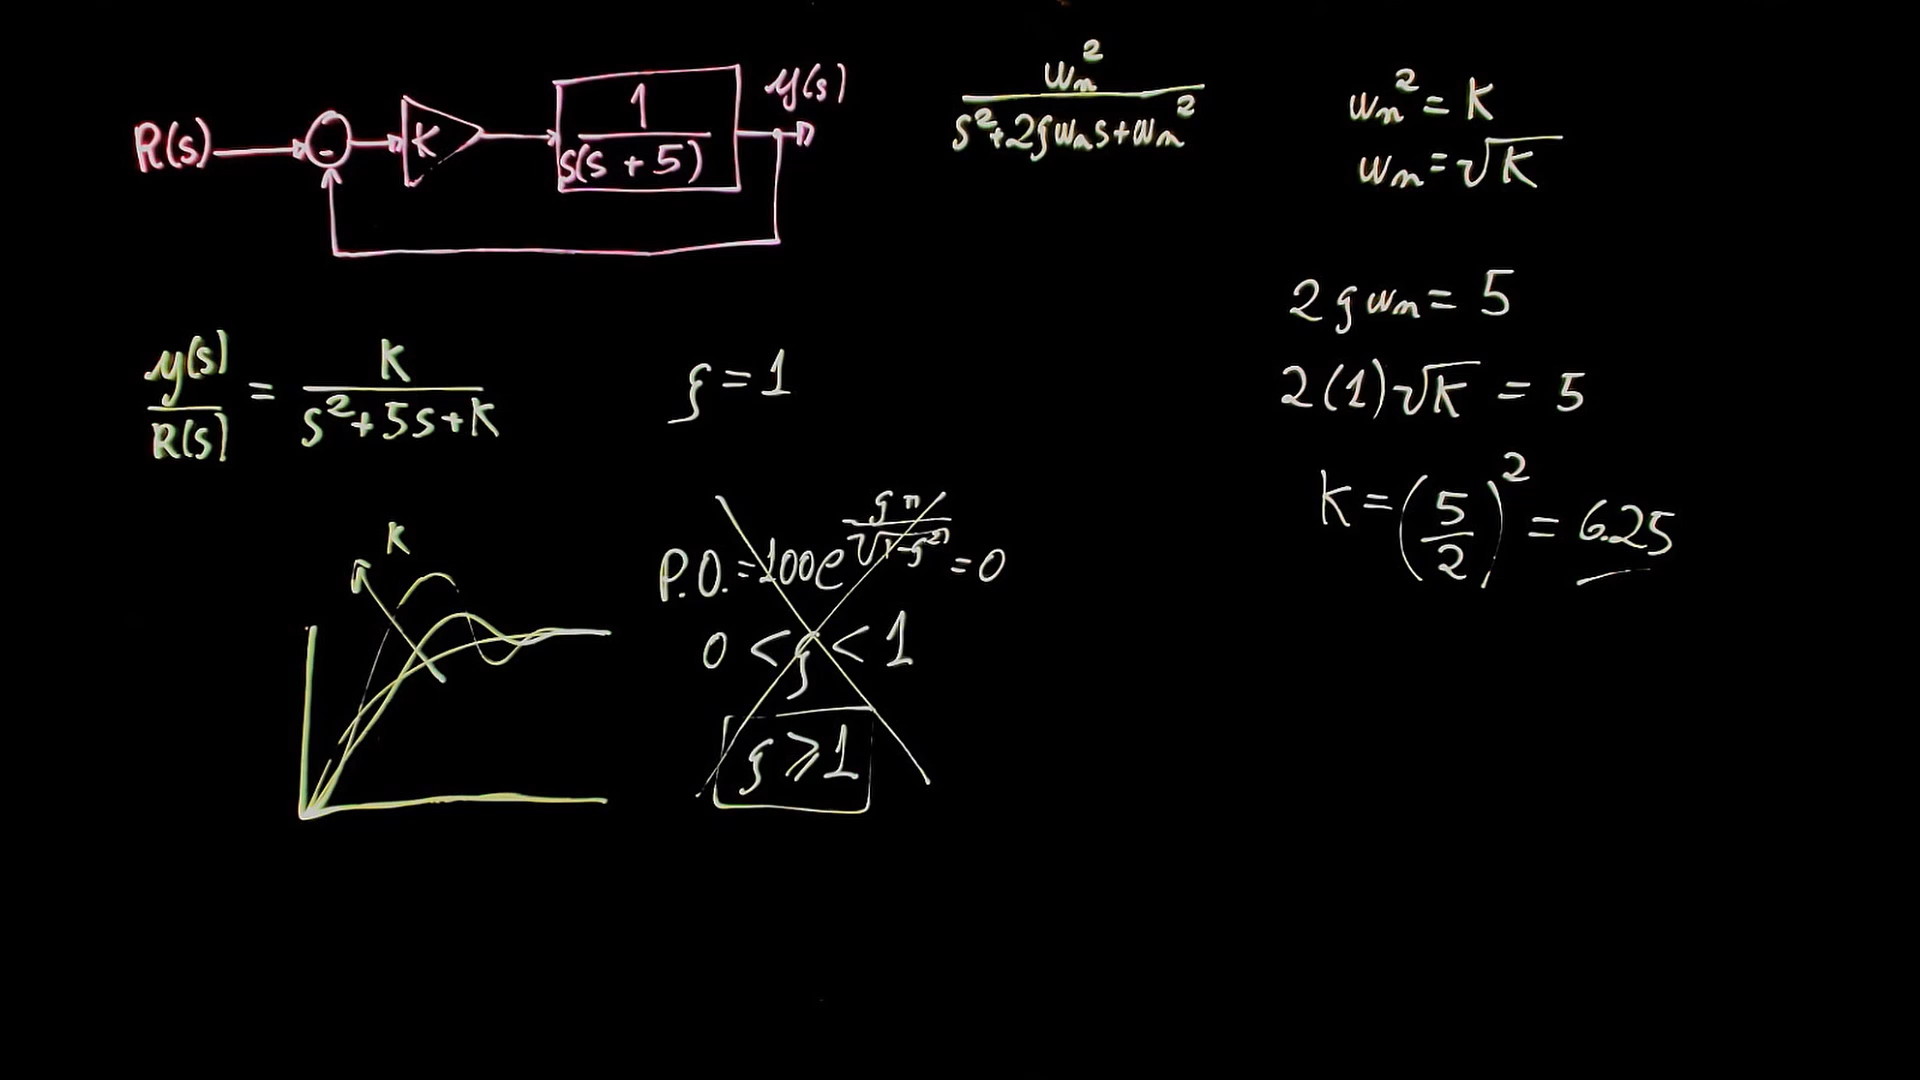 R(s) - K 1/(s(s + 5)) y(s)
ωn²/(s²+2ζωns+ωn²)
ωn² = K
ωn = √K
2ζωn = 5
2(1)√K = 5
K = (5/2)² = 6.25
y(s)/R(s) = K/(s²+5s+K)
ζ = 1
K
P.O. = 100e^(ζπ/√(1-ζ²)) = 0
0 < ζ < 1
ζ ⩾ 1